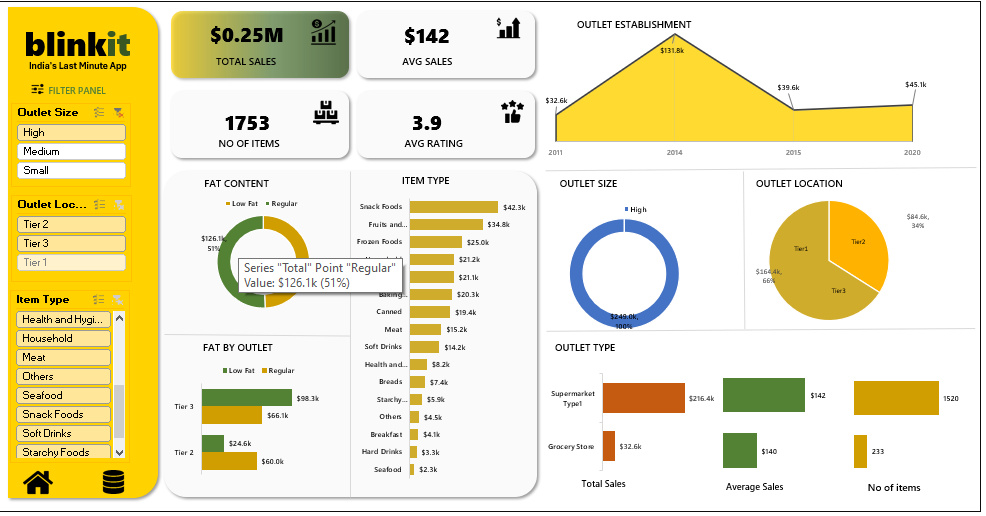 blinkit
India's Last Minute App
FILTER PANEL
Outlet Size
High
Medium
Small
Outlet Loc...
Tier 2
Tier 3
Tier 1
Item Type
Health and Hygi...
Household
Meat
Others
Seafood
Snack Foods
Soft Drinks
Starchy Foods
$0.25M
TOTAL SALES
$142
AVG SALES
1753
NO OF ITEMS
3.9
AVG RATING
OUTLET ESTABLISHMENT
$32.6k
$131.8k
$39.6k
$45.1k
2011
2014
2015
2020
FAT CONTENT
Low Fat
Regular
$126.1k,
51%
Series "Total" Point "Regular"
Value: $126.1k (51%)
FAT BY OUTLET
Low Fat
Regular
Tier 3
$98.3k
$66.1k
Tier 2
$24.6k
$60.0k
ITEM TYPE
Snack Foods
$42.3k
Fruits and...
$34.8k
Frozen Foods
$25.0k
$21.2k
$21.1k
Baking...
$20.3k
Canned
$19.4k
Meat
$15.2k
Soft Drinks
$14.2k
Health and...
$8.2k
Breads
$7.4k
Starchy...
$5.9k
Others
$4.5k
Breakfast
$4.1k
Hard Drinks
$3.3k
Seafood
$2.3k
OUTLET SIZE
High
$249.0k,
100%
OUTLET LOCATION
$84.6k,
34%
Tier1
Tier2
Tier3
$164.4k,
66%
OUTLET TYPE
Supermarket
Type1
$216.4k
$142
1520
Grocery Store
$32.6k
$140
233
Total Sales
Average Sales
No of items